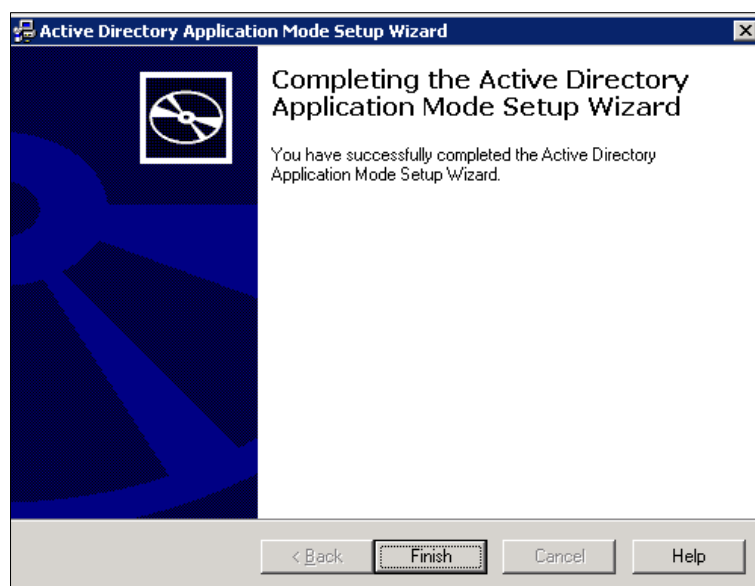 Active Directory Application Mode Setup Wizard
Completing the Active Directory
Application Mode Setup Wizard
You have successfully completed the Active Directory
Application Mode Setup Wizard.
< Back Finish Cancel Help